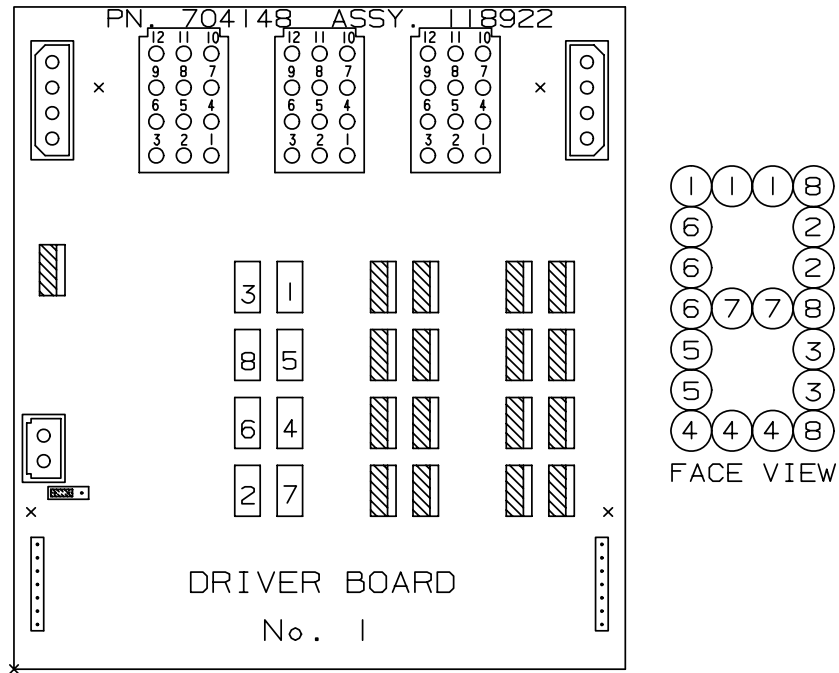 PN. 704148 ASSY. 118922
12 11 10 12 11 10 12 11 10
9 8 7 9 8 7 9 8 7
6 5 4 6 5 4 6 5 4
3 2 1 3 2 1 3 2 1
1 1 1 8
6 2
6 2
6 7 7 8
5 3
5 3
4 4 4 8
FACE VIEW
3 1
8 5
6 4
2 7
DRIVER BOARD
No. 1